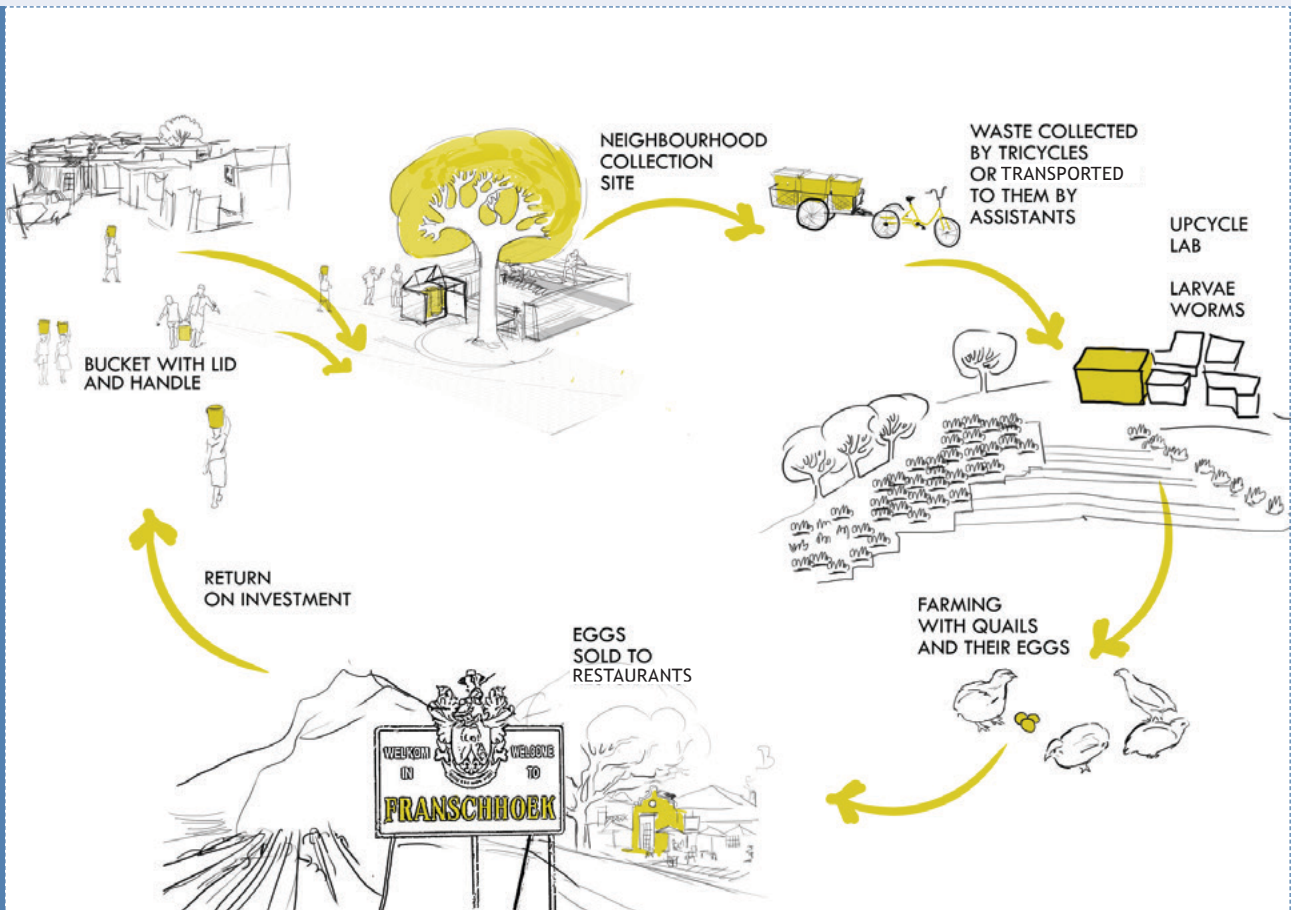 NEIGHBOURHOOD
COLLECTION
SITE
WASTE COLLECTED
BY TRICYCLES
OR TRANSPORTED
TO THEM BY
ASSISTANTS
UPCYCLE
LAB
LARVAE
WORMS
BUCKET WITH LID
AND HANDLE
RETURN
ON INVESTMENT
FARMING
WITH QUAILS
AND THEIR EGGS
EGGS
SOLD TO
RESTAURANTS
WELKOM WELCOME
IN TO
FRANSCHHOEK